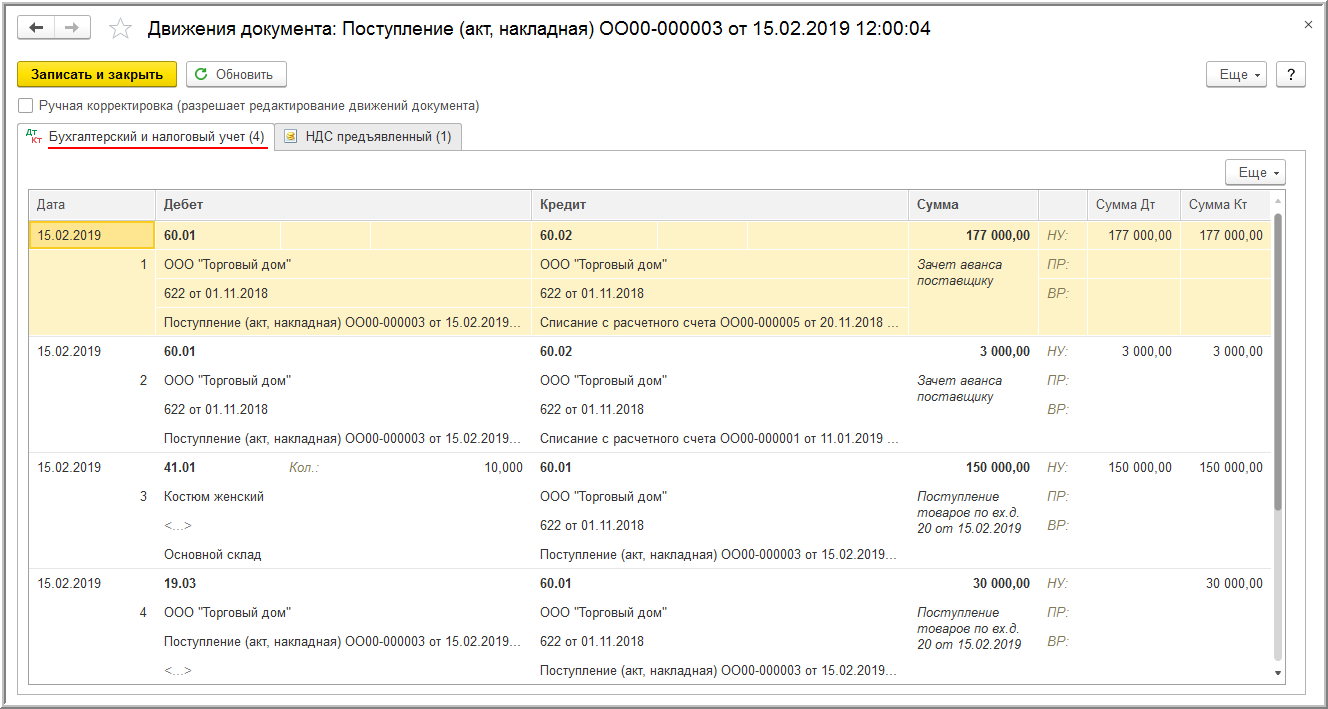 Движения документа: Поступление (акт, накладная) ОО00-000003 от 15.02.2019 12:00:04
×
Записать и закрыть Обновить Еще ?
Ручная корректировка (разрешает редактирование движений документа)
Дт Кт Бухгалтерский и налоговый учет (4) НДС предъявленный (1)
Еще
Дата Дебет Кредит Сумма Сумма Дт Сумма Кт
15.02.2019 60.01 60.02 177 000,00 НУ: 177 000,00 177 000,00
1 ООО "Торговый дом" ООО "Торговый дом" Зачет аванса ПР:
поставщику
622 от 01.11.2018 622 от 01.11.2018 ВР:
Поступление (акт, накладная) ОО00-000003 от 15.02.2019... Списание с расчетного счета ОО00-000005 от 20.11.2018 ...
15.02.2019 60.01 60.02 3 000,00 НУ: 3 000,00 3 000,00
2 ООО "Торговый дом" ООО "Торговый дом" Зачет аванса ПР:
поставщику
622 от 01.11.2018 622 от 01.11.2018 ВР:
Поступление (акт, накладная) ОО00-000003 от 15.02.2019... Списание с расчетного счета ОО00-000001 от 11.01.2019 ...
15.02.2019 41.01 Кол.: 10,000 60.01 150 000,00 НУ: 150 000,00 150 000,00
3 Костюм женский ООО "Торговый дом" Поступление ПР:
товаров по вх.д.
<...> 622 от 01.11.2018 20 от 15.02.2019 ВР:
Основной склад Поступление (акт, накладная) ОО00-000003 от 15.02.2019...
15.02.2019 19.03 60.01 30 000,00 НУ: 30 000,00
4 ООО "Торговый дом" ООО "Торговый дом" Поступление ПР:
товаров по вх.д.
Поступление (акт, накладная) ОО00-000003 от 15.02.2019... 622 от 01.11.2018 20 от 15.02.2019 ВР:
<...> Поступление (акт, накладная) ОО00-000003 от 15.02.2019...